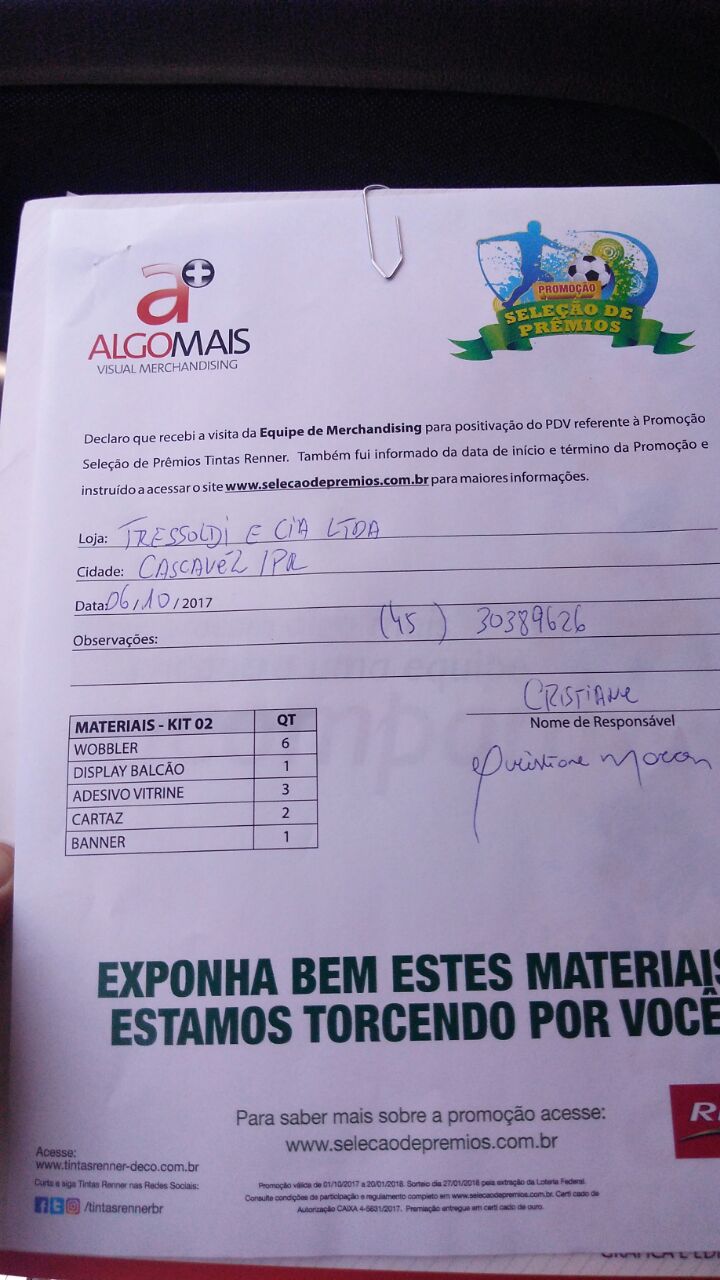 a+
ALGOMAIS
VISUAL MERCHANDISING
PROMOÇÃO
SELEÇÃO DE
PRÊMIOS
Declaro que recebi a visita da Equipe de Merchandising para positivação do PDV referente à Promoção
Seleção de Prêmios Tintas Renner. Também fui informado da data de início e término da Promoção e
instruído a acessar o site www.selecaodepremios.com.br para maiores informações.
Loja: TRESSOLDI E CIA LTDA
Cidade: CASCAVEL / PR
Data: 06/10/2017
Observações: (45) 30389626
CRISTIANE
Nome de Responsável
MATERIAIS - KIT 02 QT
WOBBLER 6
DISPLAY BALCÃO 1
ADESIVO VITRINE 3
CARTAZ 2
BANNER 1
EXPONHA BEM ESTES MATERIAIS
ESTAMOS TORCENDO POR VOCÊ
Para saber mais sobre a promoção acesse:
www.selecaodepremios.com.br
Acesse:
www.tintasrenner-deco.com.br
Curta e siga Tintas Renner nas Redes Sociais:
/tintasrennerbr
Promoção válida de 01/10/2017 a 20/01/2018. Sorteio dia 27/01/2018 pela extração da Loteria Federal.
Consulte condições de participação e regulamento completo em www.selecaodepremios.com.br. Certi cado de
Autorização CAIXA 4-5631/2017. Premiação entregue em certi cado de ouro.